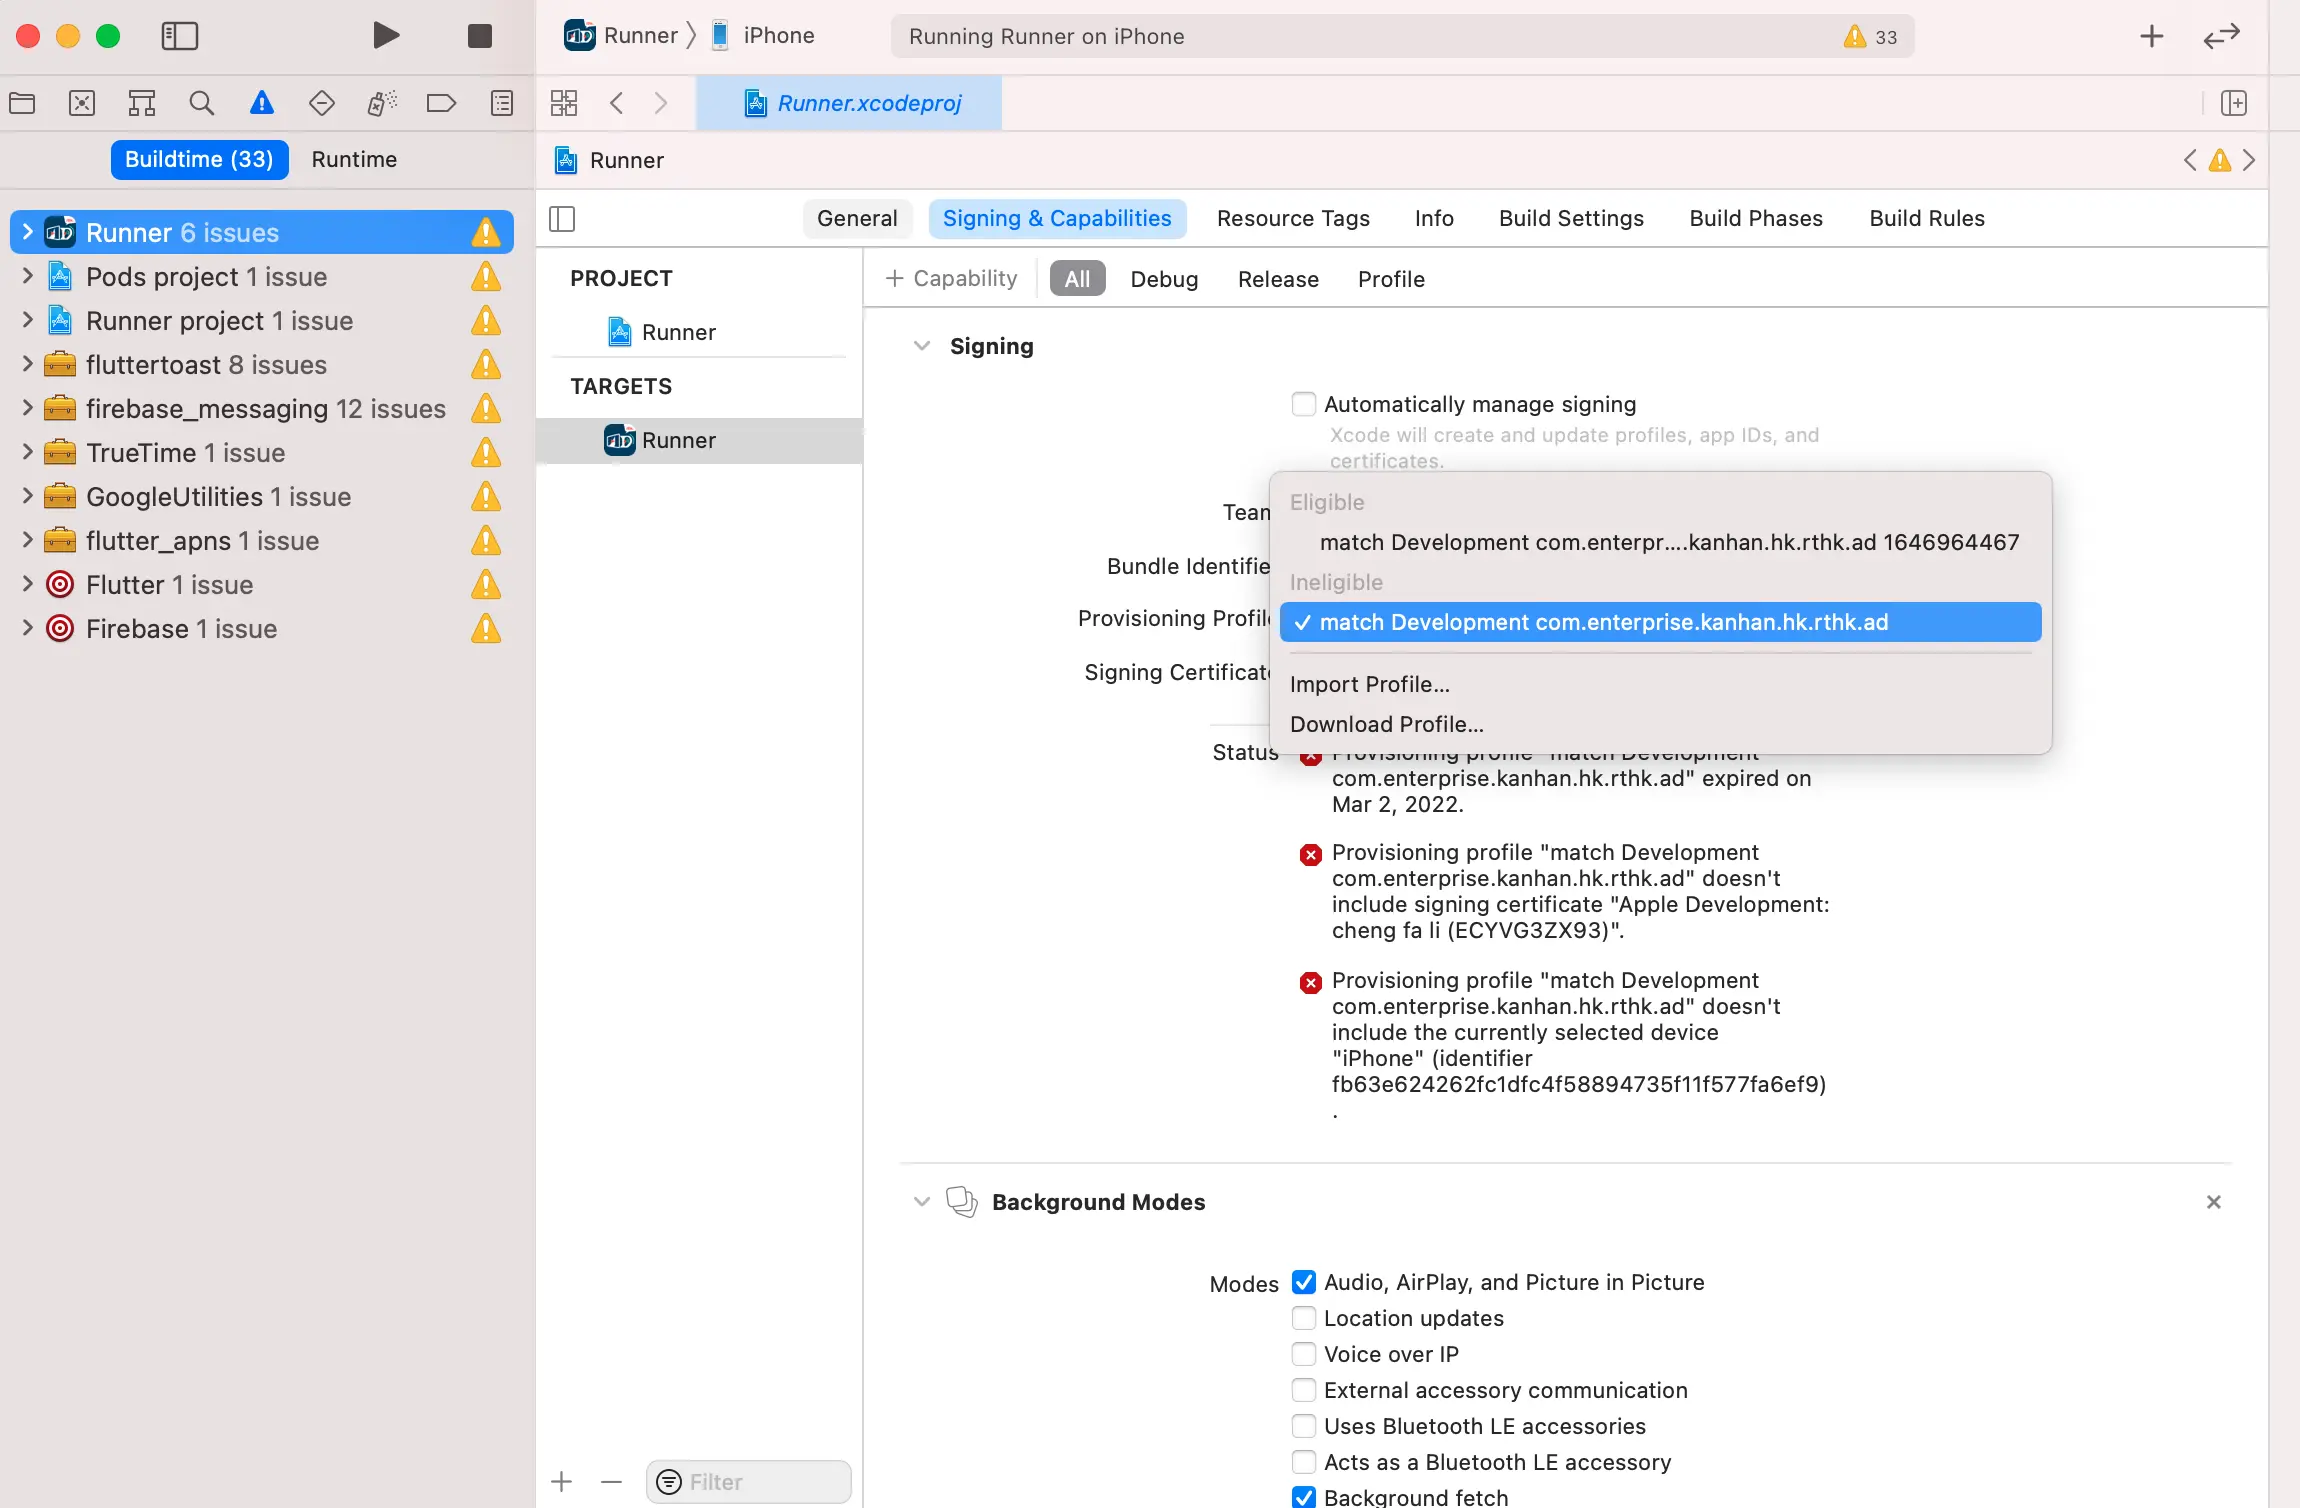 Runner
iPhone
Running Runner on iPhone
33
Runner.xcodeproj
Buildtime (33)
Runtime
Runner
Runner 6 issues
Pods project 1 issue
Runner project 1 issue
fluttertoast 8 issues
firebase_messaging 12 issues
TrueTime 1 issue
GoogleUtilities 1 issue
flutter_apns 1 issue
Flutter 1 issue
Firebase 1 issue
General
Signing & Capabilities
Resource Tags
Info
Build Settings
Build Phases
Build Rules
PROJECT
Runner
TARGETS
Runner
+ Capability
All
Debug
Release
Profile
Signing
Automatically manage signing
Xcode will create and update profiles, app IDs, and
certificates.
Team
Bundle Identifie
Provisioning Profil
Signing Certificat
Eligible
match Development com.enterpr....kanhan.hk.rthk.ad 1646964467
Ineligible
match Development com.enterprise.kanhan.hk.rthk.ad
Import Profile...
Download Profile...
Status
Provisioning profile "match Development
com.enterprise.kanhan.hk.rthk.ad" expired on
Mar 2, 2022.
Provisioning profile "match Development
com.enterprise.kanhan.hk.rthk.ad" doesn't
include signing certificate "Apple Development:
cheng fa li (ECYVG3ZX93)".
Provisioning profile "match Development
com.enterprise.kanhan.hk.rthk.ad" doesn't
include the currently selected device
"iPhone" (identifier
fb63e624262fc1dfc4f58894735f11f577fa6ef9)
.
Background Modes
Modes
Audio, AirPlay, and Picture in Picture
Location updates
Voice over IP
External accessory communication
Uses Bluetooth LE accessories
Acts as a Bluetooth LE accessory
Background fetch
Filter